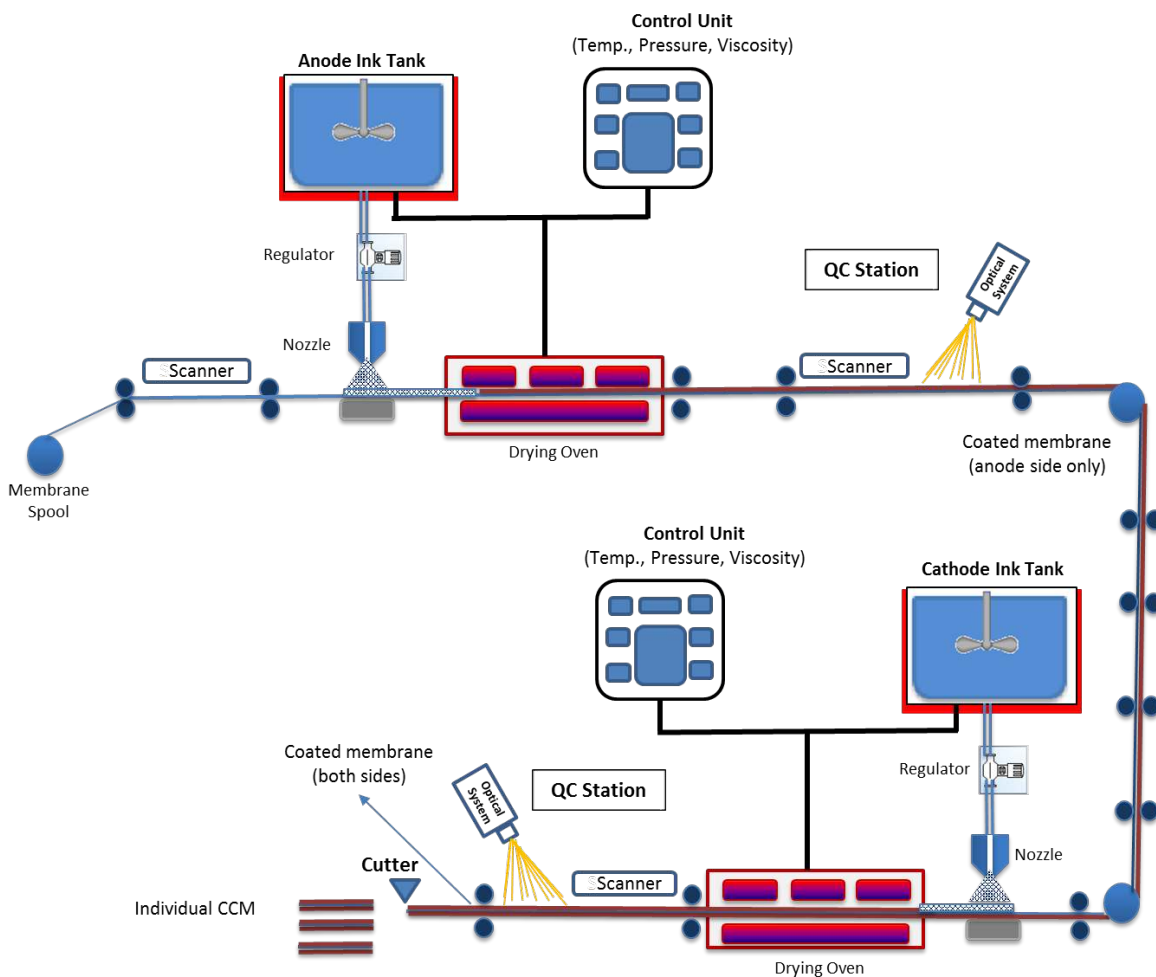 Control Unit
(Temp., Pressure, Viscosity)
Anode Ink Tank
Regulator
QC Station
Optical
System
Nozzle
Scanner
Scanner
Drying Oven
Coated membrane
(anode side only)
Membrane
Spool
Control Unit
(Temp., Pressure, Viscosity)
Cathode Ink Tank
Coated membrane
(both sides)
Regulator
QC Station
Optical
System
Nozzle
Cutter
Scanner
Individual CCM
Drying Oven